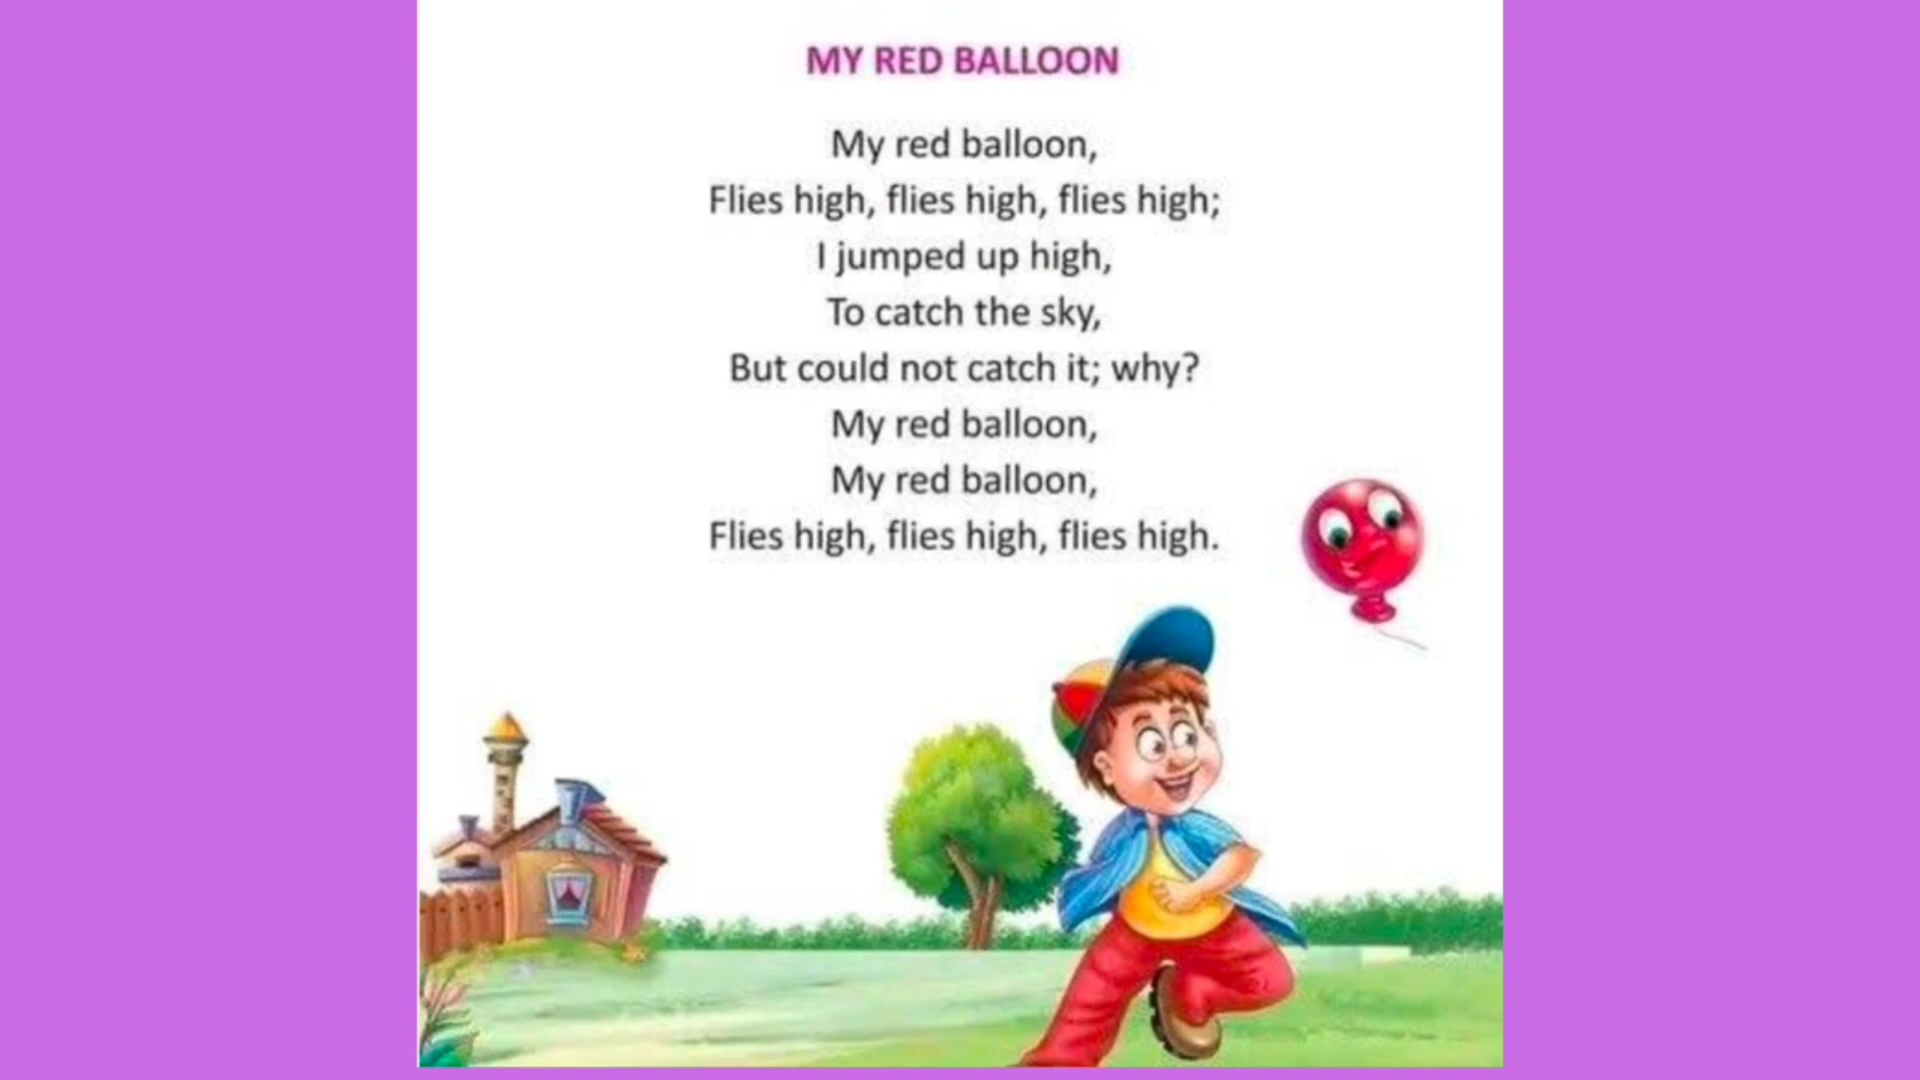 MY RED BALLOON
My red balloon,
Flies high, flies high, flies high;
I jumped up high,
To catch the sky,
But could not catch it; why?
My red balloon,
My red balloon,
Flies high, flies high, flies high.